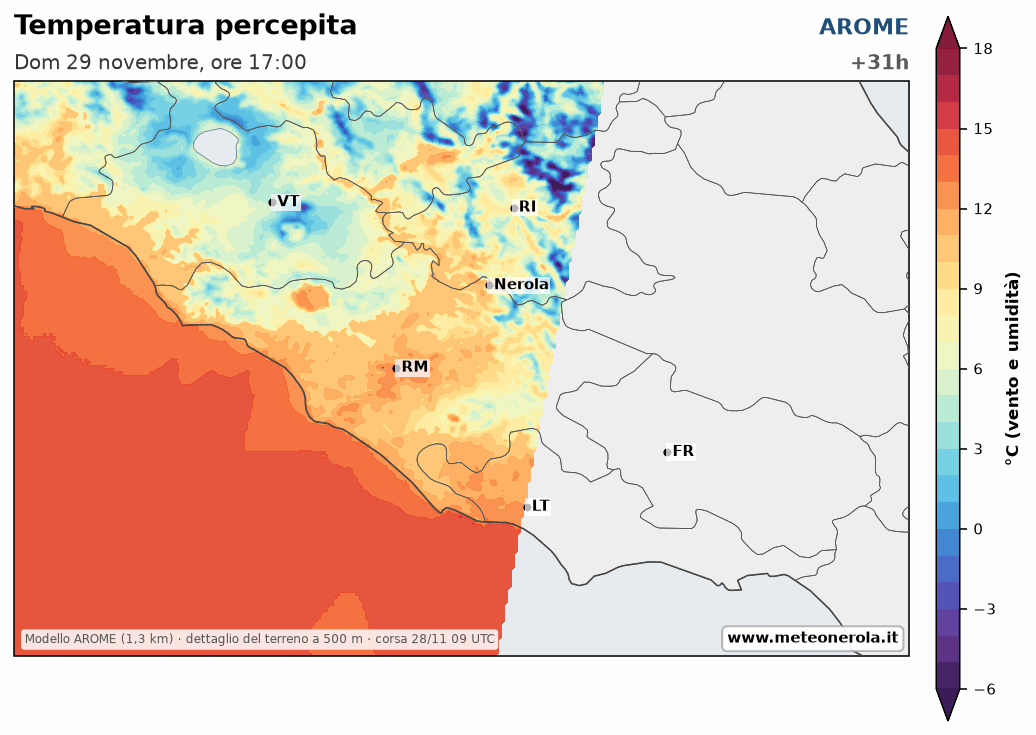 Temperatura percepita
AROME
Dom 29 novembre, ore 17:00
+31h
VT
RI
Nerola
RM
FR
LT
Modello AROME (1,3 km) · dettaglio del terreno a 500 m · corsa 28/11 09 UTC
www.meteonerola.it
18
15
12
9
6
3
0
−3
−6
°C (vento e umidità)